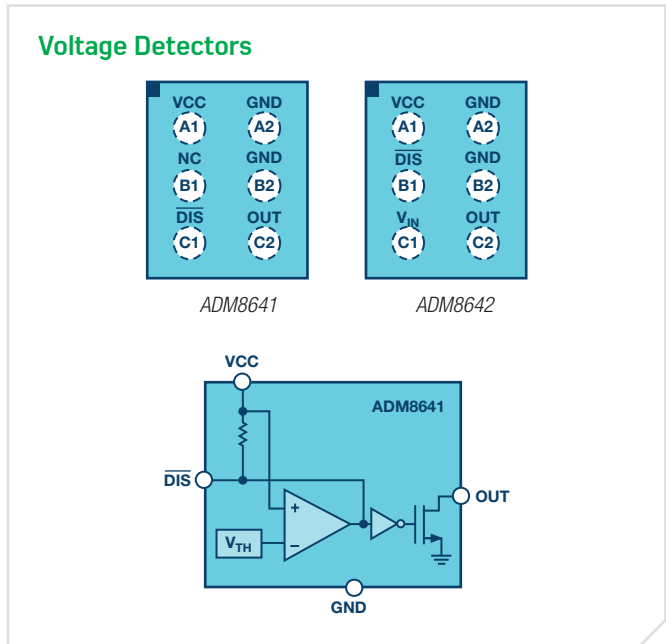 Voltage Detectors
VCC GND
A1 A2
NC GND
B1 B2
DIS OUT
C1 C2
ADM8641
VCC GND
A1 A2
DIS GND
B1 B2
VIN OUT
C1 C2
ADM8642
VCC
ADM8641
DIS
+
OUT
VTH
–
GND